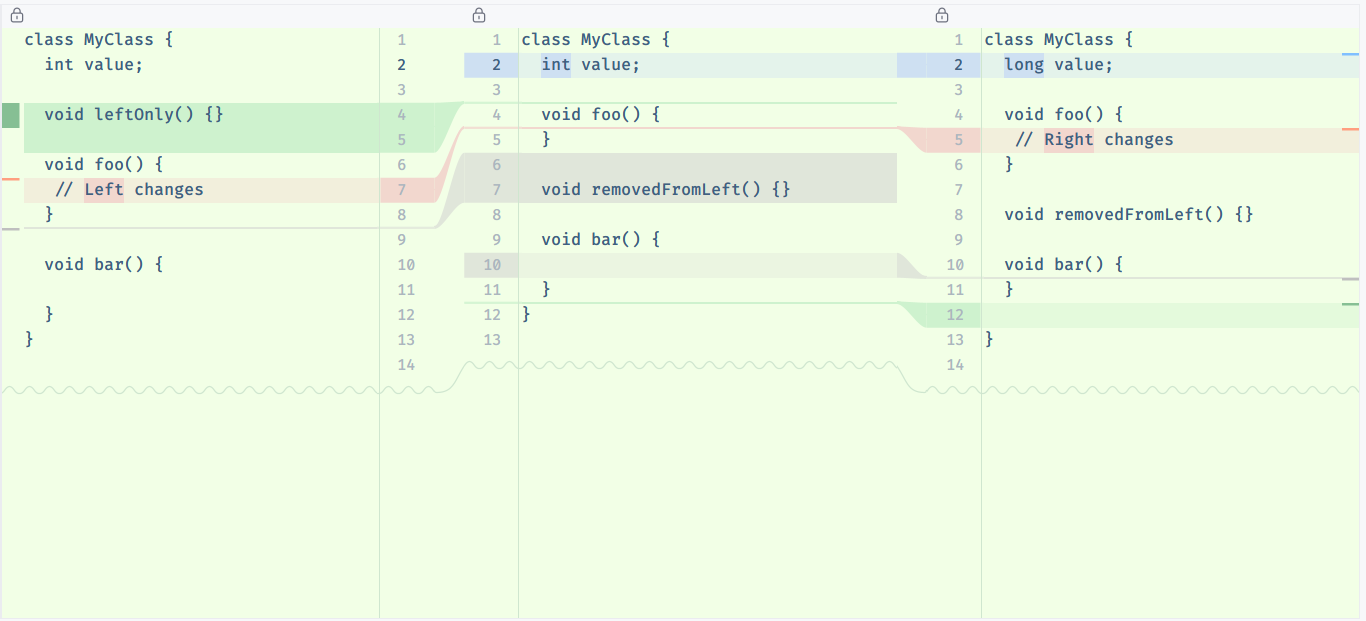 class MyClass {
  int value;
  void leftOnly() {}
  void foo() {
   // Left changes
  }
  void bar() {
  }
}
1
2
3
4
5
6
7
8
9
10
11
12
13
14
1 class MyClass {
2   int value;
3
4   void foo() {
5   }
6
7   void removedFromLeft() {}
8
9   void bar() {
10
11   }
12 }
13
1 class MyClass {
2   long value;
3
4   void foo() {
5    // Right changes
6   }
7
8   void removedFromLeft() {}
9
10   void bar() {
11   }
12
13 }
14